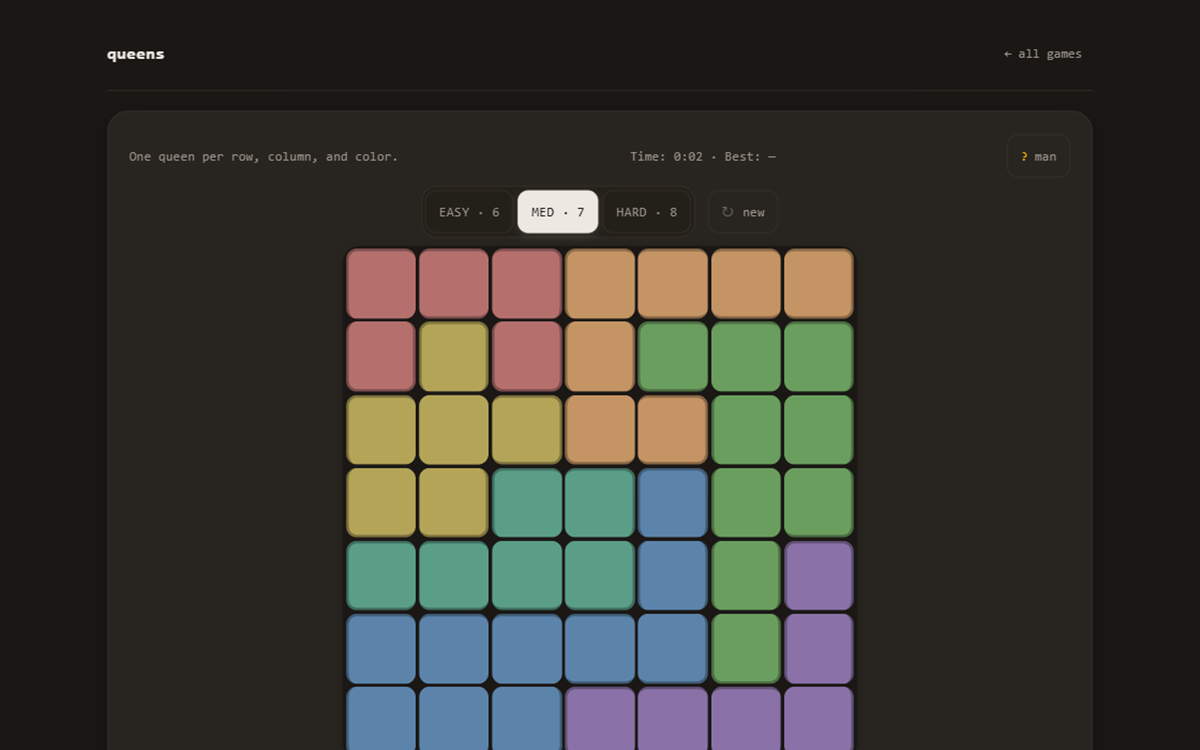 queens
← all games
One queen per row, column, and color.
Time: 0:02 · Best: —
? man
EASY · 6
MED · 7
HARD · 8
↻ new